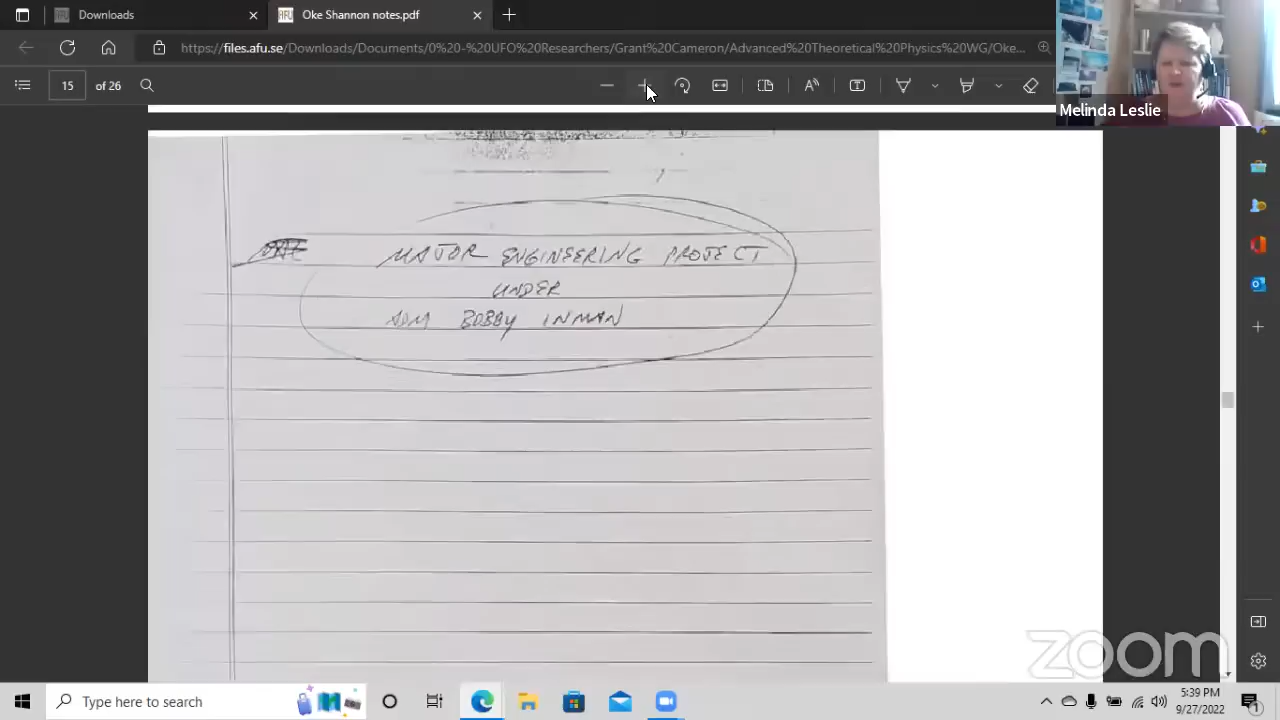 Downloads
Oke Shannon notes.pdf
https://files.afu.se/Downloads/Documents/0%20-%20UFO%20Researchers/Grant%20Cameron/Advanced%20Theoretical%20Physics%20WG/Oke...
15 of 26
Melinda Leslie
MAJOR ENGINEERING PROJECT
UNDER
ADM BOBBY INMAN
zoom
Type here to search
5:39 PM
9/27/2022